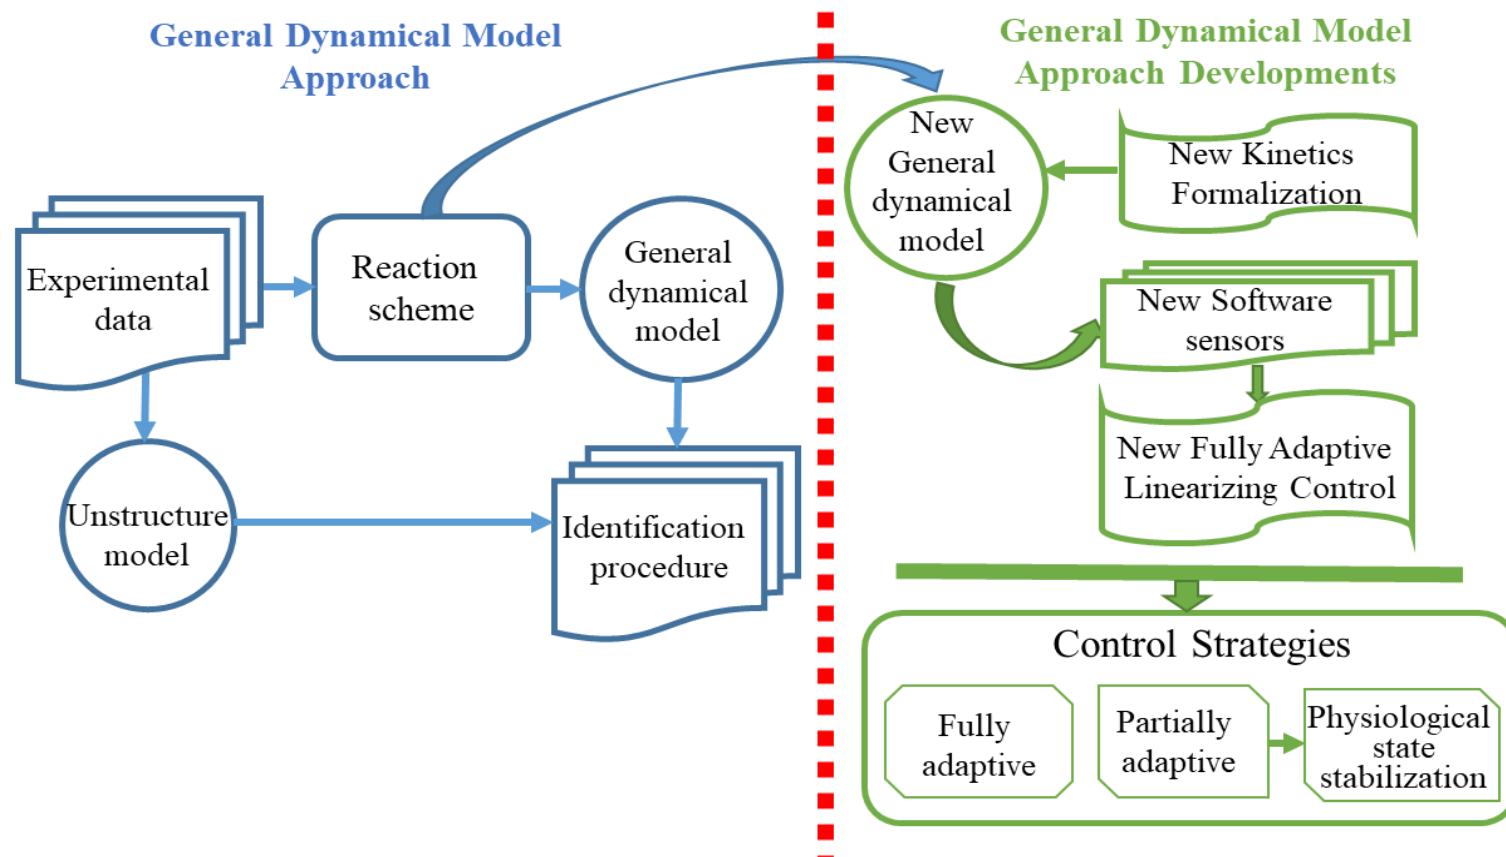 General Dynamical Model
Approach
Experimental
data
Reaction
scheme
General
dynamical
model
Unstructure
model
Identification
procedure
General Dynamical Model
Approach Developments
New
General
dynamical
model
New Kinetics
Formalization
New Software
sensors
New Fully Adaptive
Linearizing Control
Control Strategies
Fully
adaptive
Partially
adaptive
Physiological
state
stabilization